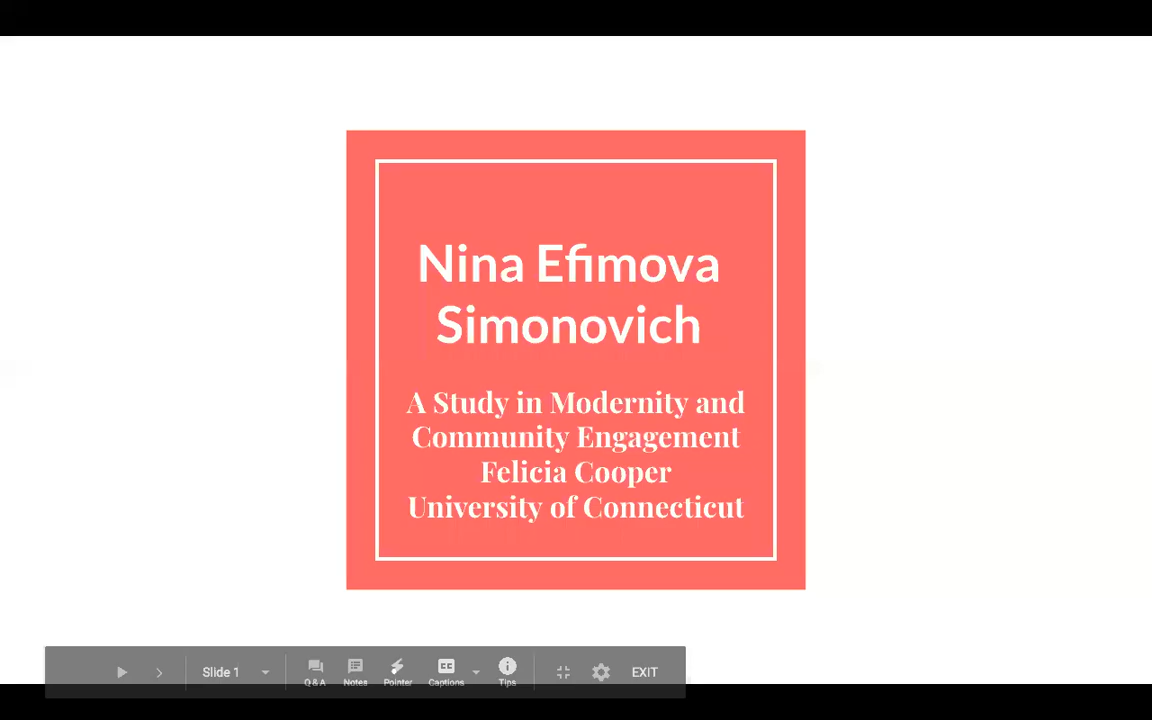 Nina Efimova
Simonovich
A Study in Modernity and
Community Engagement
Felicia Cooper
University of Connecticut
Slide 1
Q&A
Notes
Pointer
CC
Captions
Tips
EXIT